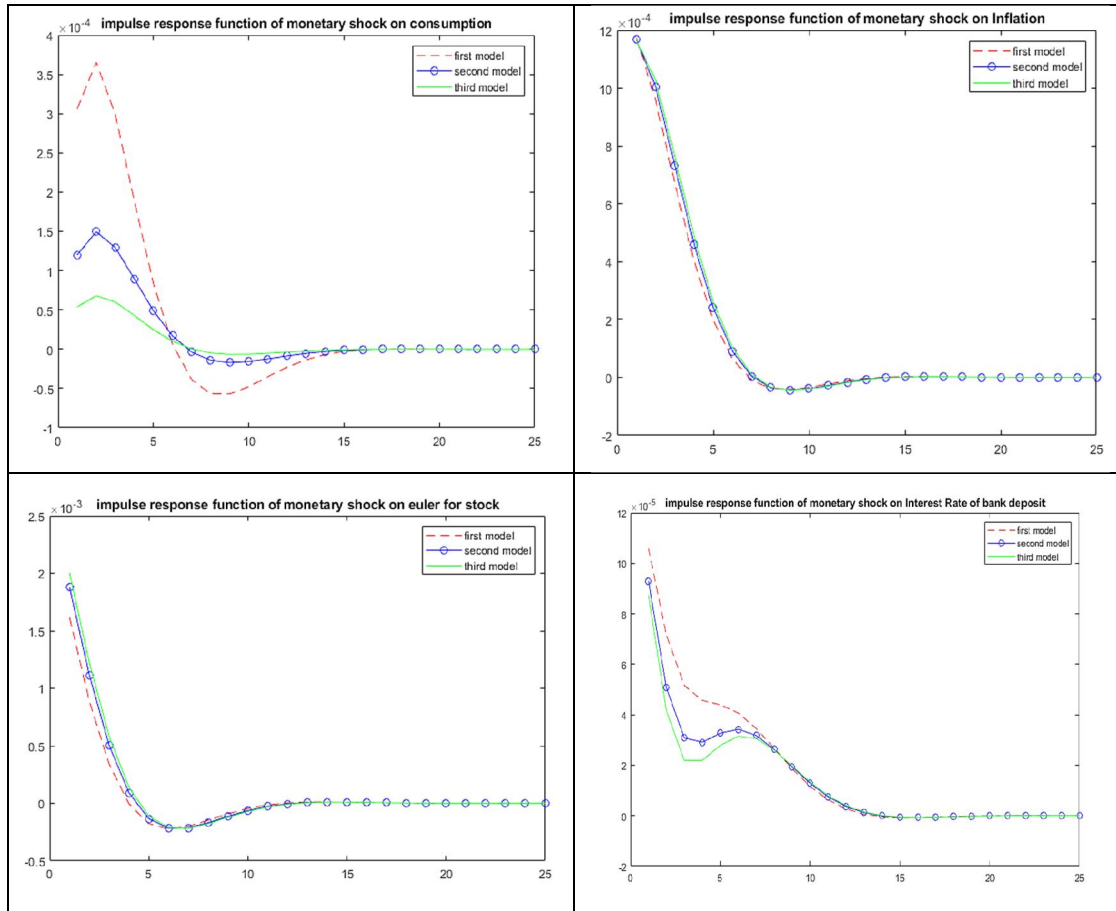 impulse response function of monetary shock on consumption
×10-4
4
3.5
3
2.5
2
1.5
1
0.5
0
-0.5
-1
0 5 10 15 20 25
first model
second model
third model
impulse response function of monetary shock on Inflation
×10-4
12
10
8
6
4
2
0
-2
0 5 10 15 20 25
first model
second model
third model
impulse response function of monetary shock on euler for stock
×10-3
2.5
2
1.5
1
0.5
0
-0.5
0 5 10 15 20 25
first model
second model
third model
impulse response function of monetary shock on Interest Rate of bank deposit
×10-5
12
10
8
6
4
2
0
-2
0 5 10 15 20 25
first model
second model
third model